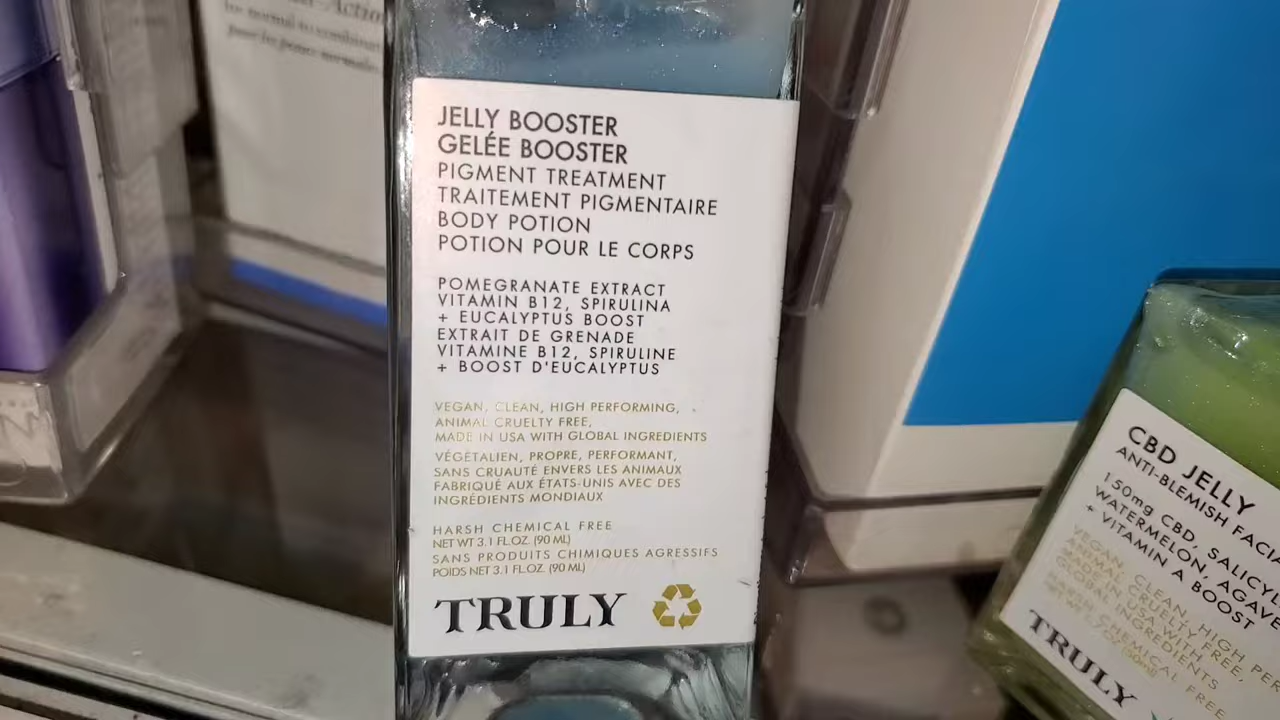 JELLY BOOSTER
GELÉE BOOSTER
PIGMENT TREATMENT
TRAITEMENT PIGMENTAIRE
BODY POTION
POTION POUR LE CORPS
POMEGRANATE EXTRACT
VITAMIN B12, SPIRULINA
+ EUCALYPTUS BOOST
EXTRAIT DE GRENADE
VITAMINE B12, SPIRULINE
+ BOOST D'EUCALYPTUS
VEGAN, CLEAN, HIGH PERFORMING,
ANIMAL CRUELTY FREE,
MADE IN USA WITH GLOBAL INGREDIENTS
VÉGÉTALIEN, PROPRE, PERFORMANT,
SANS CRUAUTÉ ENVERS LES ANIMAUX
FABRIQUÉ AUX ÉTATS-UNIS AVEC DES
INGRÉDIENTS MONDIAUX
HARSH CHEMICAL FREE
NET WT 3.1 FL.OZ. (90 ML)
SANS PRODUITS CHIMIQUES AGRESSIFS
POIDS NET 3.1 FL.OZ. (90 ML)
TRULY
CBD JELLY
ANTI-BLEMISH
150mg CBD,
WATERMELON, AGAVE
+ VITAMIN A BOOST
VEGAN, CLEAN, HIGH
ANIMAL CRUELTY FREE,
MADE IN USA WITH
GLOBAL INGREDIENTS
HARSH CHEMICAL FREE
TRULY